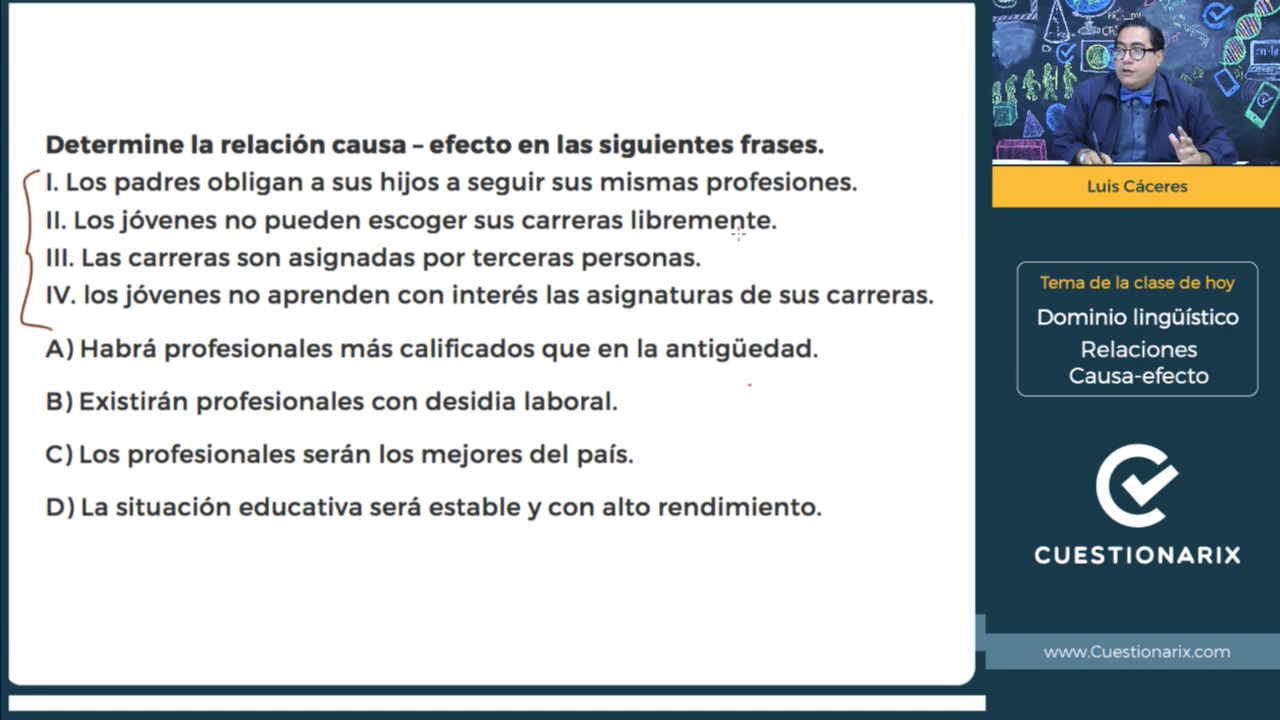 Determine la relación causa – efecto en las siguientes frases.
I. Los padres obligan a sus hijos a seguir sus mismas profesiones.
II. Los jóvenes no pueden escoger sus carreras libremente.
III. Las carreras son asignadas por terceras personas.
IV. los jóvenes no aprenden con interés las asignaturas de sus carreras.
A) Habrá profesionales más calificados que en la antigüedad.
B) Existirán profesionales con desidia laboral.
C) Los profesionales serán los mejores del país.
D) La situación educativa será estable y con alto rendimiento.
Luis Cáceres
Tema de la clase de hoy
Dominio lingüístico
Relaciones
Causa-efecto
CUESTIONARIX
www.Cuestionarix.com